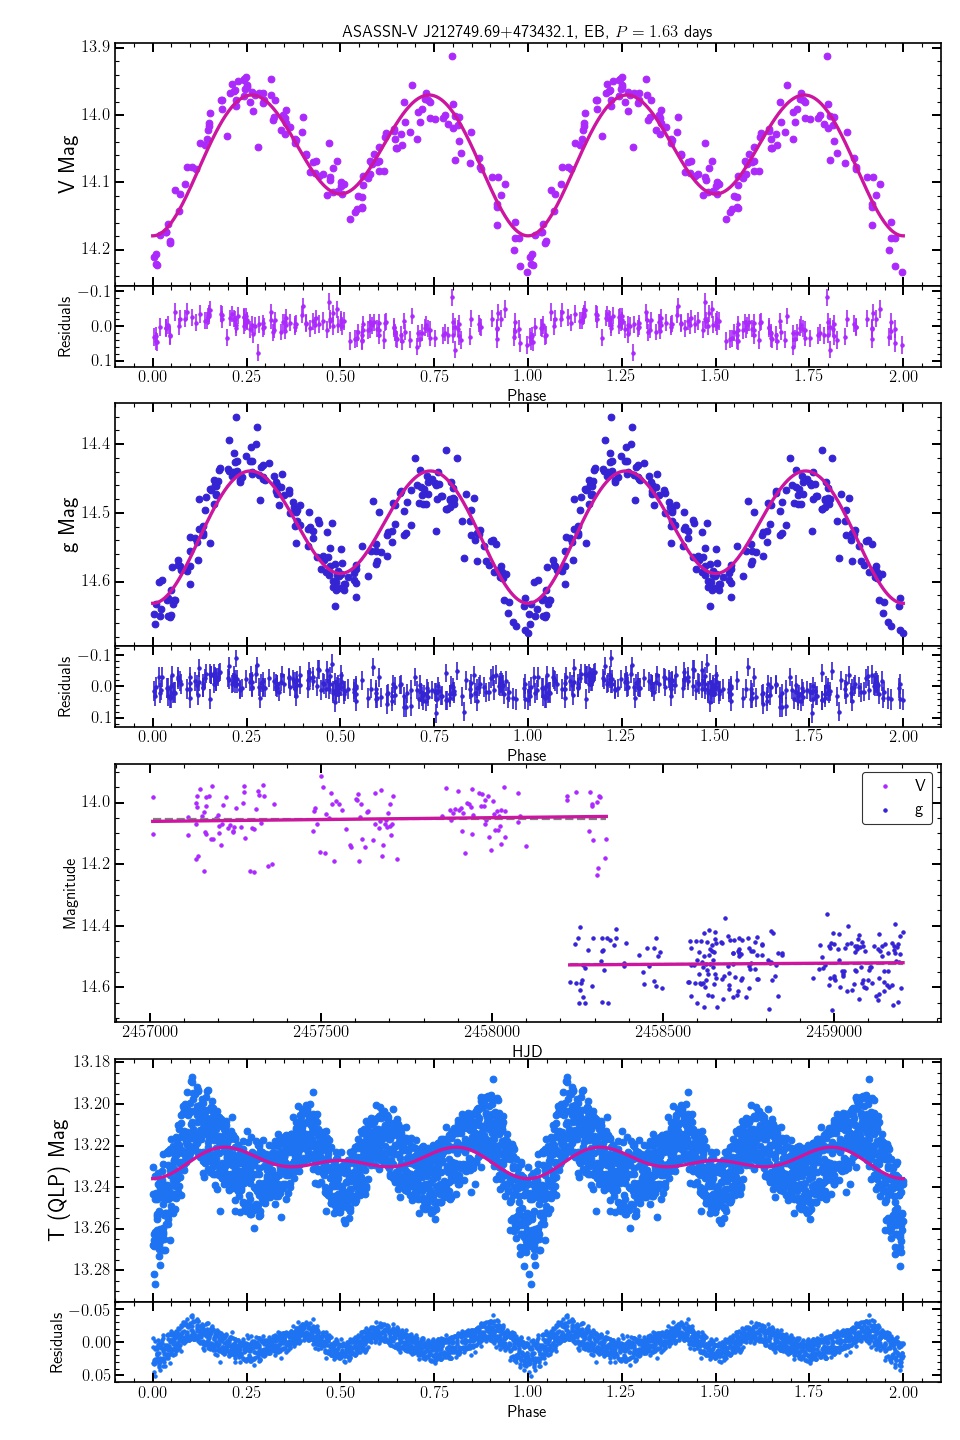 ASASSN-V J212749.69+473432.1, EB, P = 1.63 days
13.9
14.0
14.1
14.2
V Mag
−0.1
0.0
0.1
Residuals
0.00 0.25 0.50 0.75 1.00 1.25 1.50 1.75 2.00
Phase
14.4
14.5
14.6
g Mag
−0.1
0.0
0.1
Residuals
0.00 0.25 0.50 0.75 1.00 1.25 1.50 1.75 2.00
Phase
14.0
14.2
14.4
14.6
Magnitude
V
g
2457000 2457500 2458000 2458500 2459000
HJD
13.18
13.20
13.22
13.24
13.26
13.28
T (QLP) Mag
−0.05
0.00
0.05
Residuals
0.00 0.25 0.50 0.75 1.00 1.25 1.50 1.75 2.00
Phase